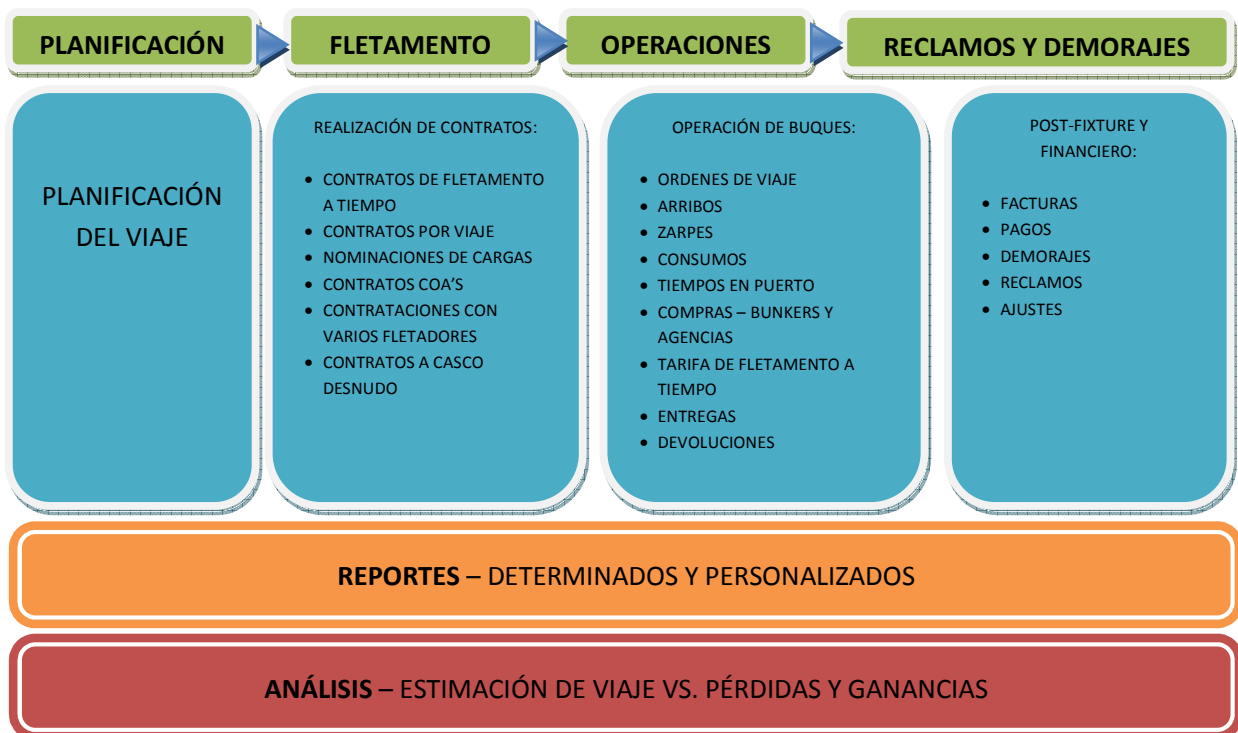 PLANIFICACIÓN
FLETAMENTO
OPERACIONES
RECLAMOS Y DEMORAJES
PLANIFICACIÓN
DEL VIAJE
REALIZACIÓN DE CONTRATOS:
• CONTRATOS DE FLETAMENTO
A TIEMPO
• CONTRATOS POR VIAJE
• NOMINACIONES DE CARGAS
• CONTRATOS COA’S
• CONTRATACIONES CON
VARIOS FLETADORES
• CONTRATOS A CASCO
DESNUDO
OPERACIÓN DE BUQUES:
• ORDENES DE VIAJE
• ARRIBOS
• ZARPES
• CONSUMOS
• TIEMPOS EN PUERTO
• COMPRAS – BUNKERS Y
AGENCIAS
• TARIFA DE FLETAMENTO A
TIEMPO
• ENTREGAS
• DEVOLUCIONES
POST-FIXTURE Y
FINANCIERO:
• FACTURAS
• PAGOS
• DEMORAJES
• RECLAMOS
• AJUSTES
REPORTES – DETERMINADOS Y PERSONALIZADOS
ANÁLISIS – ESTIMACIÓN DE VIAJE VS. PÉRDIDAS Y GANANCIAS